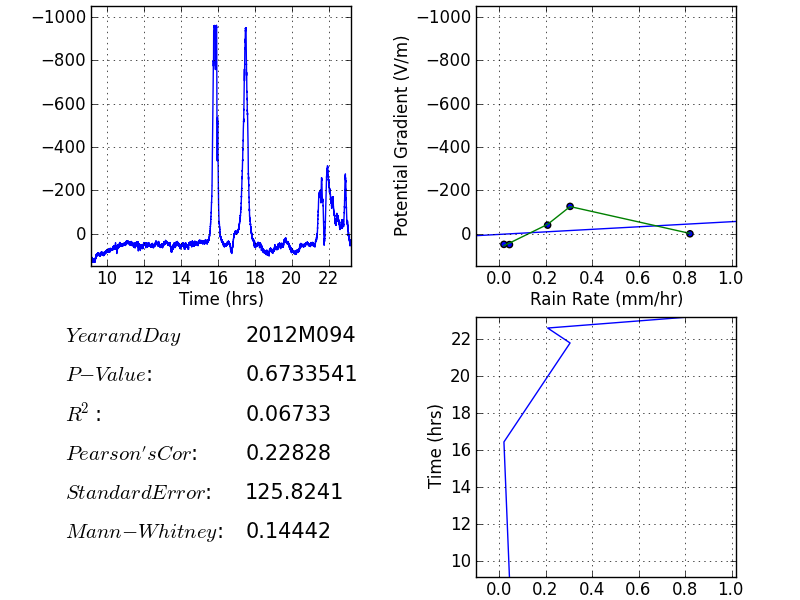 −1000
−800
−600
−400
−200
0
10 12 14 16 18 20 22
Time (hrs)
Potential Gradient (V/m)
−1000
−800
−600
−400
−200
0
0.0 0.2 0.4 0.6 0.8 1.0
Rain Rate (mm/hr)
YearandDay 2012M094
P−Value: 0.6733541
R² : 0.06733
Pearson'sCor: 0.22828
StandardError: 125.8241
Mann−Whitney: 0.14442
Time (hrs)
22
20
18
16
14
12
10
0.0 0.2 0.4 0.6 0.8 1.0